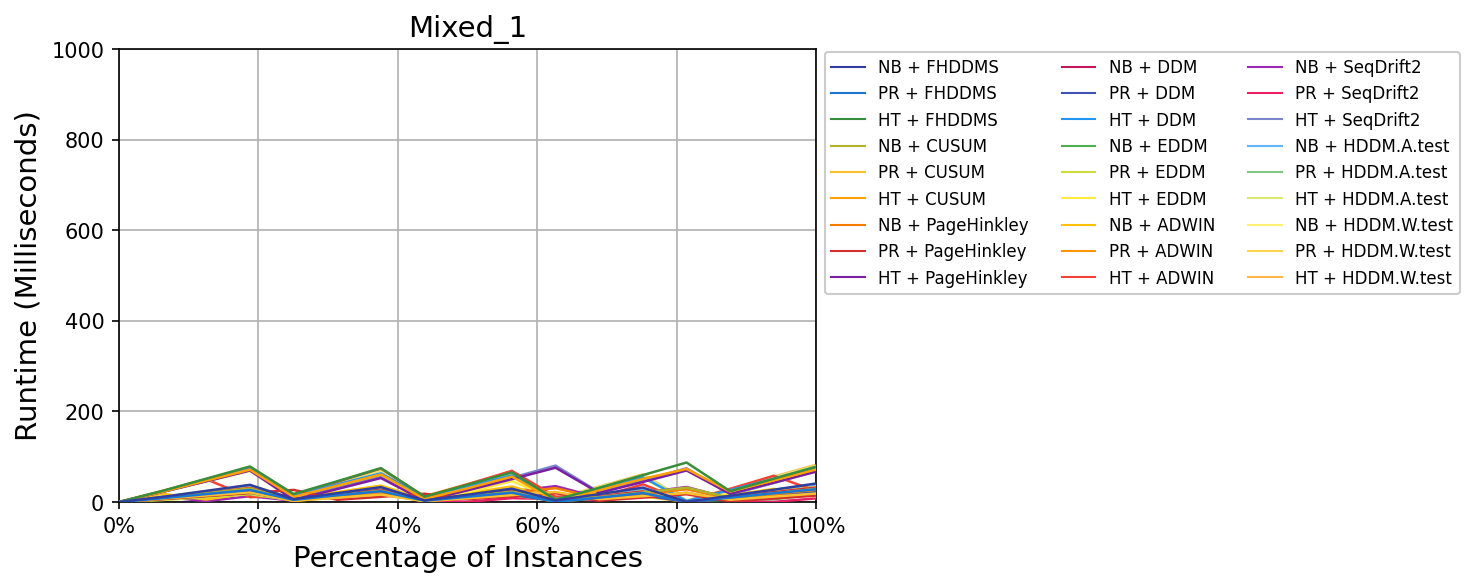 Mixed_1
1000
800
600
400
200
0
0% 20% 40% 60% 80% 100%
Runtime (Milliseconds)
Percentage of Instances
NB + FHDDMS
PR + FHDDMS
HT + FHDDMS
NB + CUSUM
PR + CUSUM
HT + CUSUM
NB + PageHinkley
PR + PageHinkley
HT + PageHinkley
NB + DDM
PR + DDM
HT + DDM
NB + EDDM
PR + EDDM
HT + EDDM
NB + ADWIN
PR + ADWIN
HT + ADWIN
NB + SeqDrift2
PR + SeqDrift2
HT + SeqDrift2
NB + HDDM.A.test
PR + HDDM.A.test
HT + HDDM.A.test
NB + HDDM.W.test
PR + HDDM.W.test
HT + HDDM.W.test